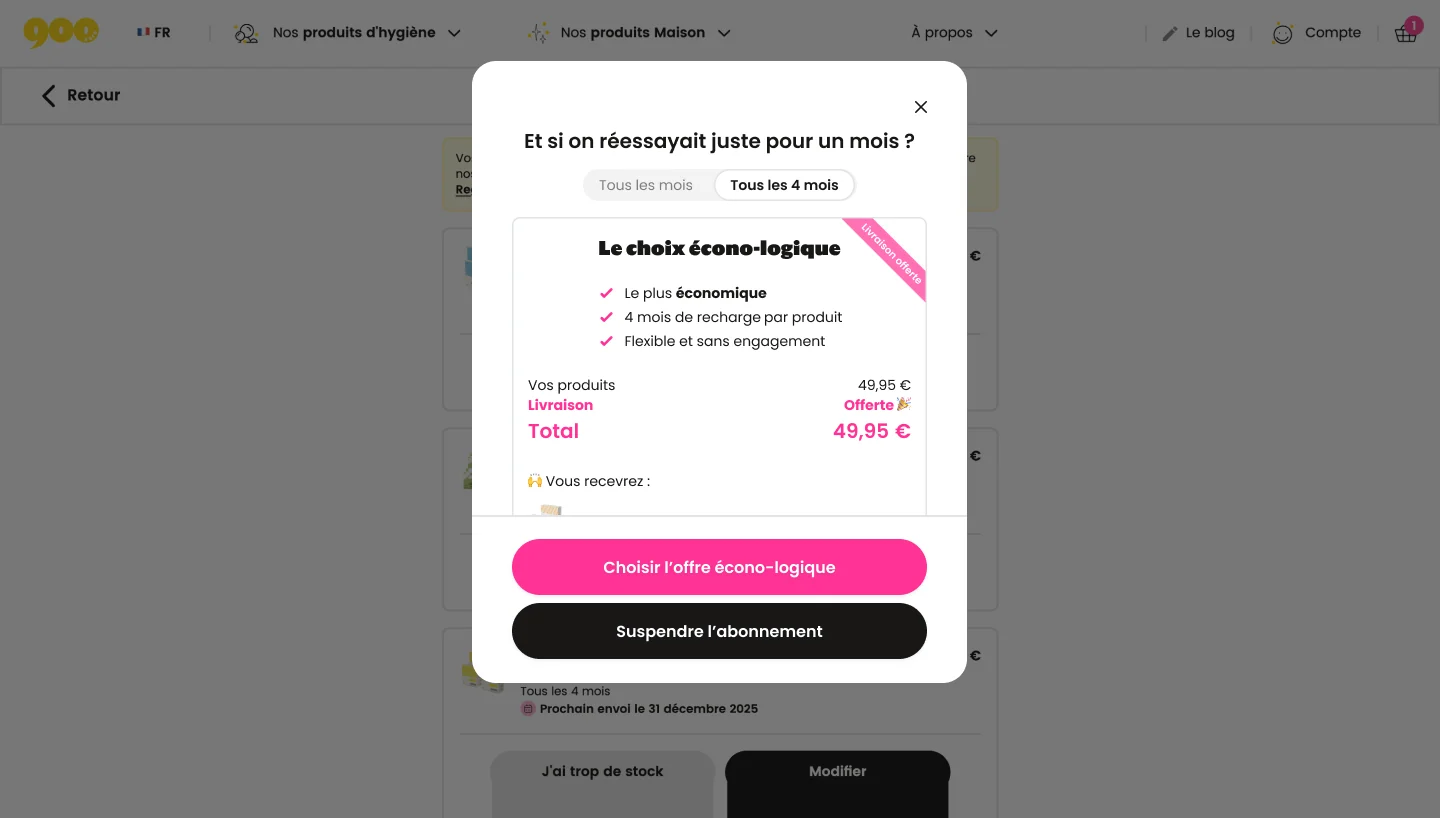 900
FR
Nos produits d'hygiène
Nos produits Maison
À propos
Le blog
Compte
1
Retour
Vo
re
nos
Re
Et si on réessayait juste pour un mois ?
Tous les mois
Tous les 4 mois
Livraison offerte
Le choix écono-logique
€
Le plus économique
4 mois de recharge par produit
Flexible et sans engagement
Vos produits 49,95 €
Livraison Offerte
Total 49,95 €
€
Vous recevrez :
Choisir l'offre écono-logique
Suspendre l'abonnement
€
Tous les 4 mois
Prochain envoi le 31 décembre 2025
J'ai trop de stock
Modifier